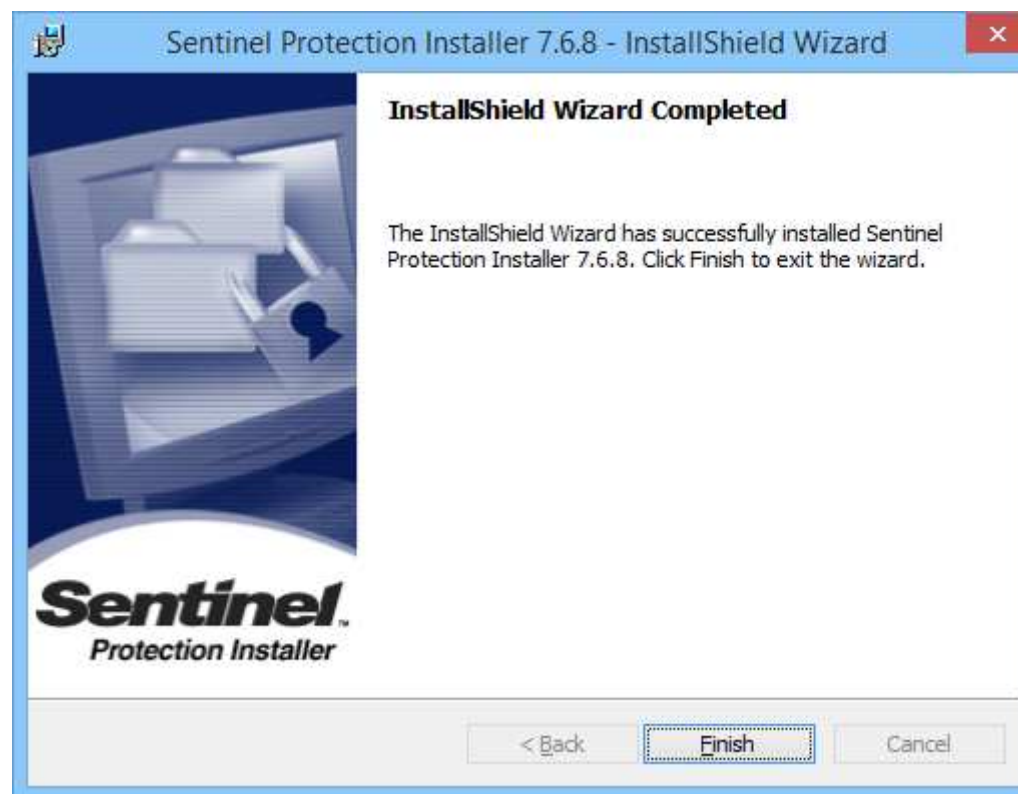 Sentinel Protection Installer 7.6.8 - InstallShield Wizard
InstallShield Wizard Completed
The InstallShield Wizard has successfully installed Sentinel
Protection Installer 7.6.8. Click Finish to exit the wizard.
Sentinel™
Protection Installer
< Back
Finish
Cancel